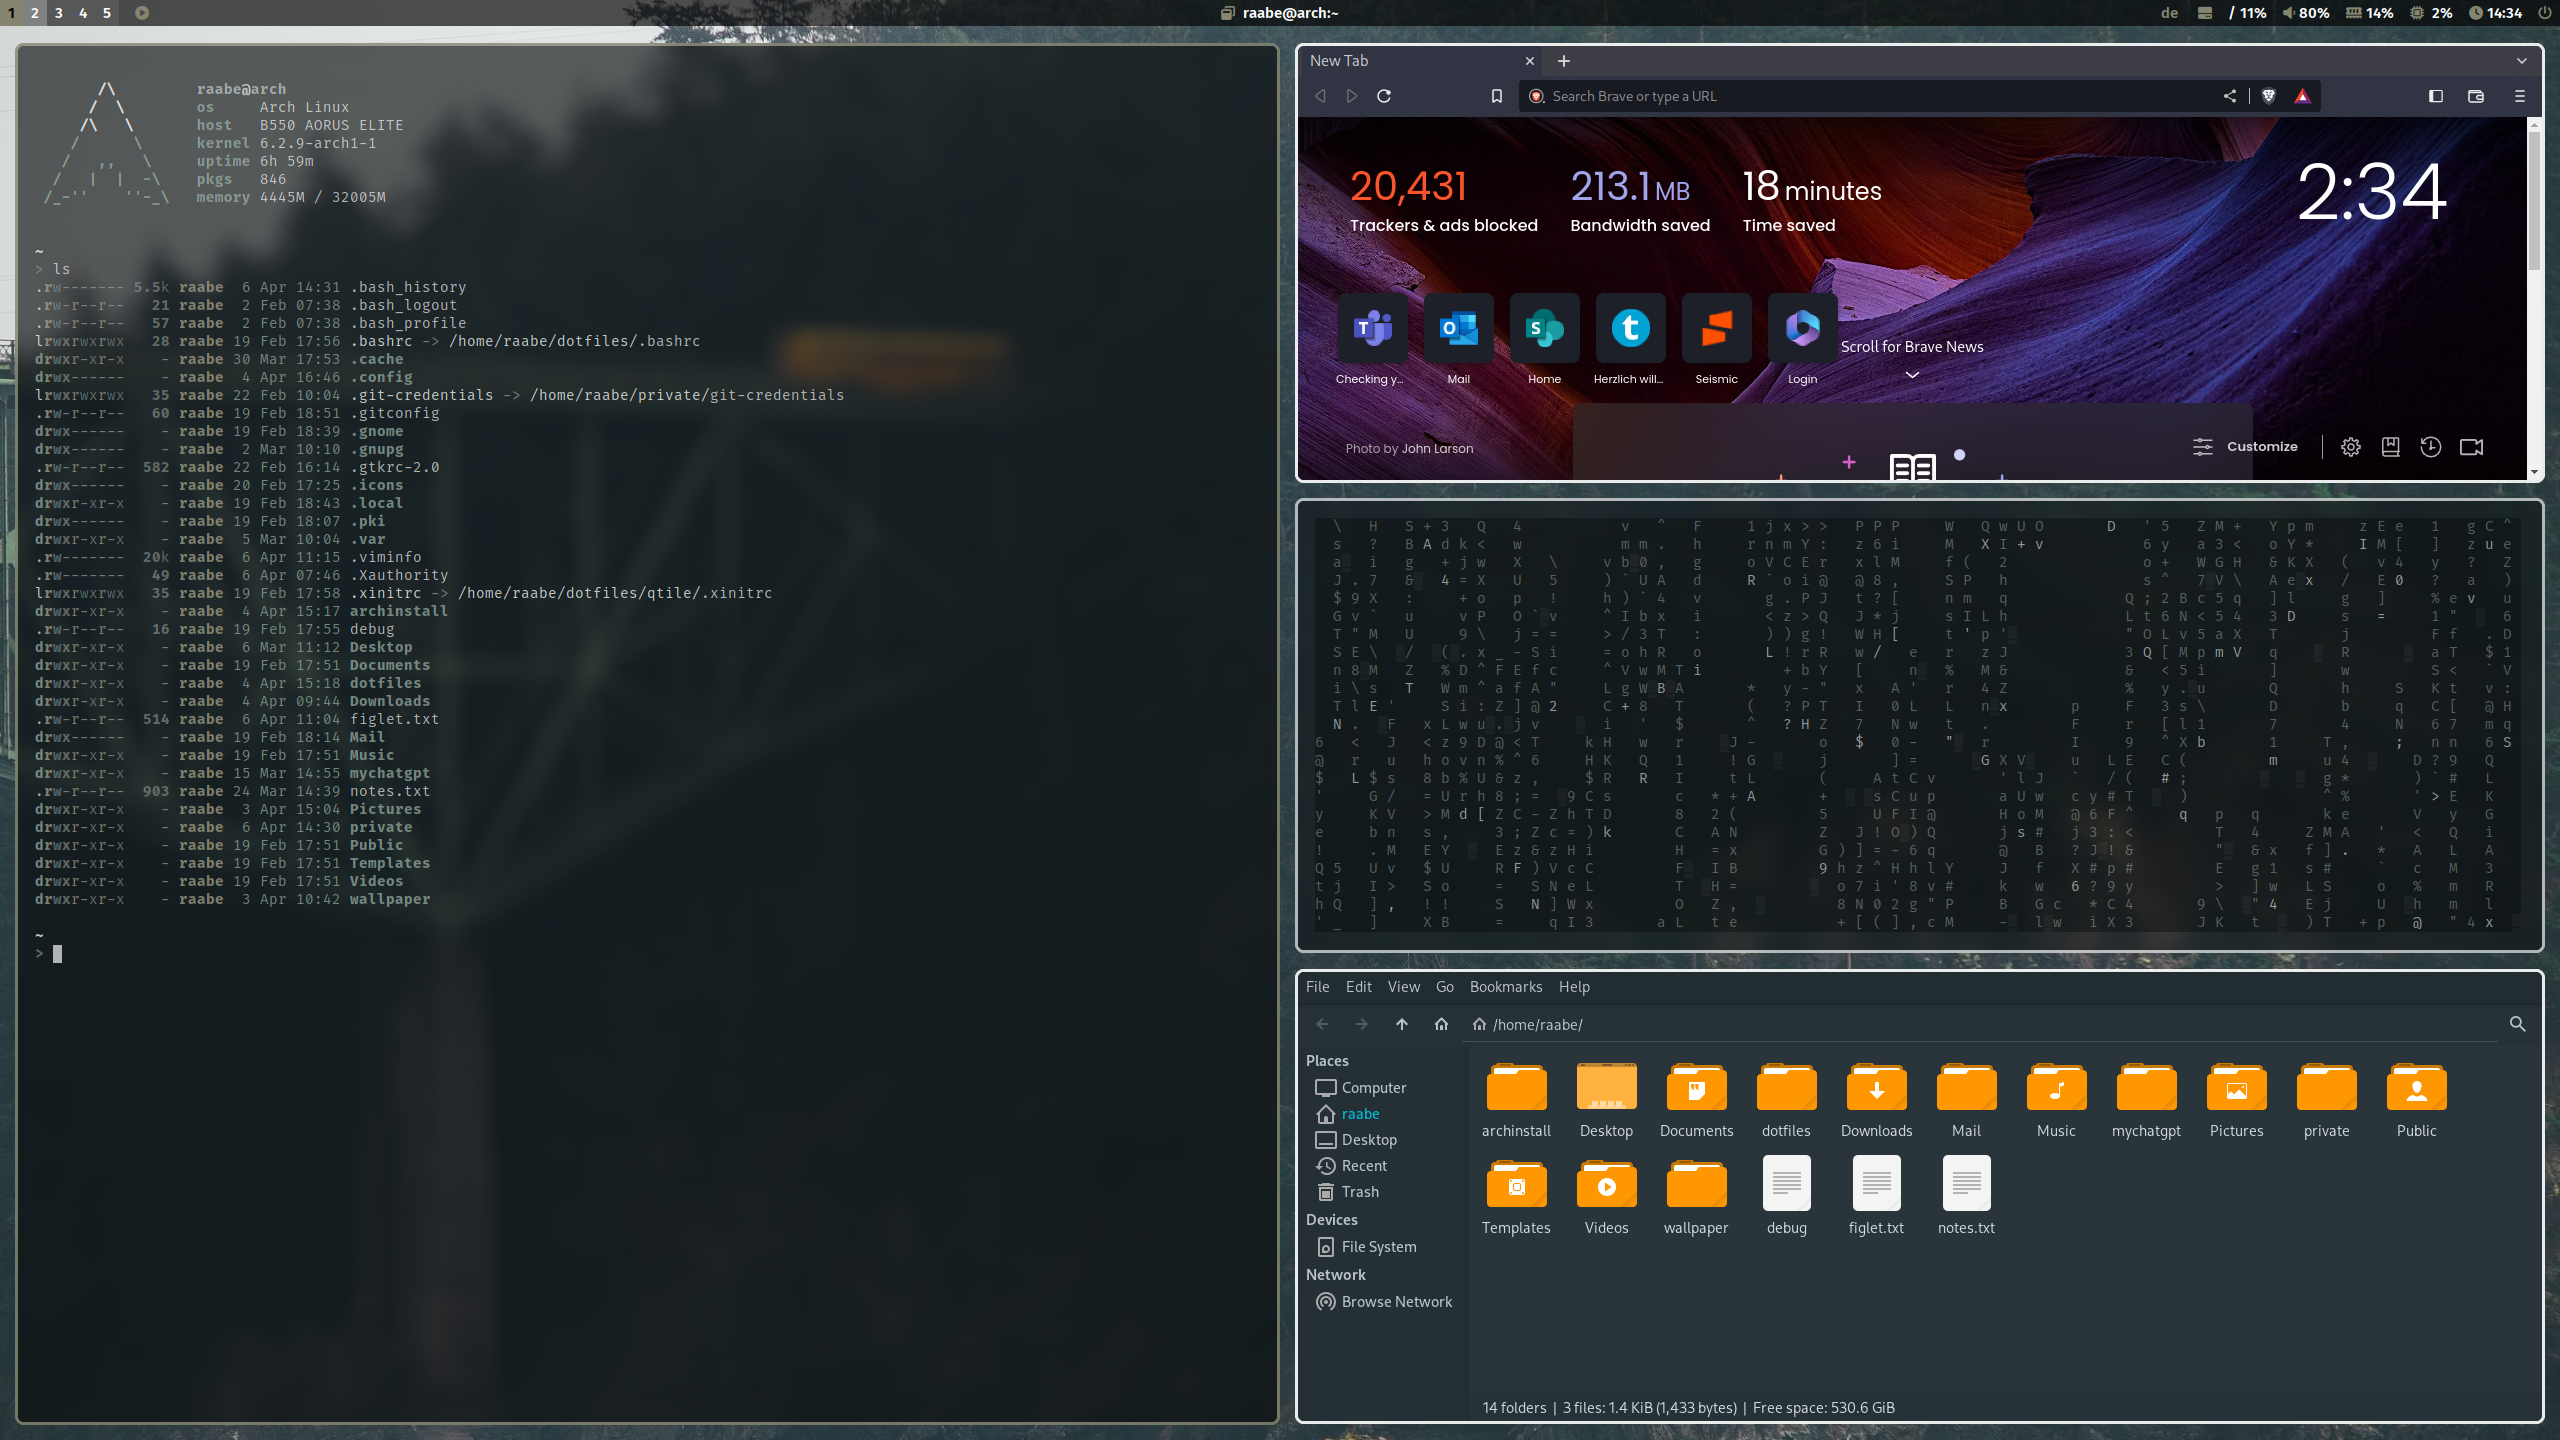 1 2 3 4 5
raabe@arch:~
de / 11% 80% 14% 2% 14:34
raabe@arch
os Arch Linux
host B550 AORUS ELITE
kernel 6.2.9-arch1-1
uptime 6h 59m
pkgs 846
memory 4445M / 32005M
~
> ls
.rw------- 5.5k raabe 6 Apr 14:31 .bash_history
.rw-r--r-- 21 raabe 2 Feb 07:38 .bash_logout
.rw-r--r-- 57 raabe 2 Feb 07:38 .bash_profile
lrwxrwxrwx 28 raabe 19 Feb 17:56 .bashrc -> /home/raabe/dotfiles/.bashrc
drwxr-xr-x - raabe 30 Mar 17:53 .cache
drwx------ - raabe 4 Apr 16:46 .config
lrwxrwxrwx 35 raabe 22 Feb 10:04 .git-credentials -> /home/raabe/private/git-credentials
.rw-r--r-- 60 raabe 19 Feb 18:51 .gitconfig
drwx------ - raabe 19 Feb 18:39 .gnome
drwx------ - raabe 2 Mar 10:10 .gnupg
.rw-r--r-- 582 raabe 22 Feb 16:14 .gtkrc-2.0
drwx------ - raabe 20 Feb 17:25 .icons
drwxr-xr-x - raabe 19 Feb 18:43 .local
drwx------ - raabe 19 Feb 18:07 .pki
drwxr-xr-x - raabe 5 Mar 10:04 .var
.rw------- 20k raabe 6 Apr 11:15 .viminfo
.rw------- 49 raabe 6 Apr 07:46 .Xauthority
lrwxrwxrwx 35 raabe 19 Feb 17:58 .xinitrc -> /home/raabe/dotfiles/qtile/.xinitrc
drwxr-xr-x - raabe 4 Apr 15:17 archinstall
.rw-r--r-- 16 raabe 19 Feb 17:55 debug
drwxr-xr-x - raabe 6 Mar 11:12 Desktop
drwxr-xr-x - raabe 19 Feb 17:51 Documents
drwxr-xr-x - raabe 4 Apr 15:18 dotfiles
drwxr-xr-x - raabe 4 Apr 09:44 Downloads
.rw-r--r-- 514 raabe 6 Apr 11:04 figlet.txt
drwx------ - raabe 19 Feb 18:14 Mail
drwxr-xr-x - raabe 19 Feb 17:51 Music
drwxr-xr-x - raabe 15 Mar 14:55 mychatgpt
.rw-r--r-- 903 raabe 24 Mar 14:39 notes.txt
drwxr-xr-x - raabe 3 Apr 15:04 Pictures
drwxr-xr-x - raabe 6 Apr 14:30 private
drwxr-xr-x - raabe 19 Feb 17:51 Public
drwxr-xr-x - raabe 19 Feb 17:51 Templates
drwxr-xr-x - raabe 19 Feb 17:51 Videos
drwxr-xr-x - raabe 3 Apr 10:42 wallpaper
~
>
New Tab
Search Brave or type a URL
20,431 213.1 MB 18 minutes 2:34
Trackers & ads blocked Bandwidth saved Time saved
Scroll for Brave News
Checking y... Mail Home Herzlich will... Seismic Login
Photo by John Larson
Customize
File Edit View Go Bookmarks Help
/home/raabe/
Places
Computer
raabe
Desktop
Recent
Trash
Devices
File System
Network
Browse Network
archinstall Desktop Documents dotfiles Downloads Mail Music mychatgpt Pictures private Public
Templates Videos wallpaper debug figlet.txt notes.txt
14 folders | 3 files: 1.4 KiB (1,433 bytes) | Free space: 530.6 GiB